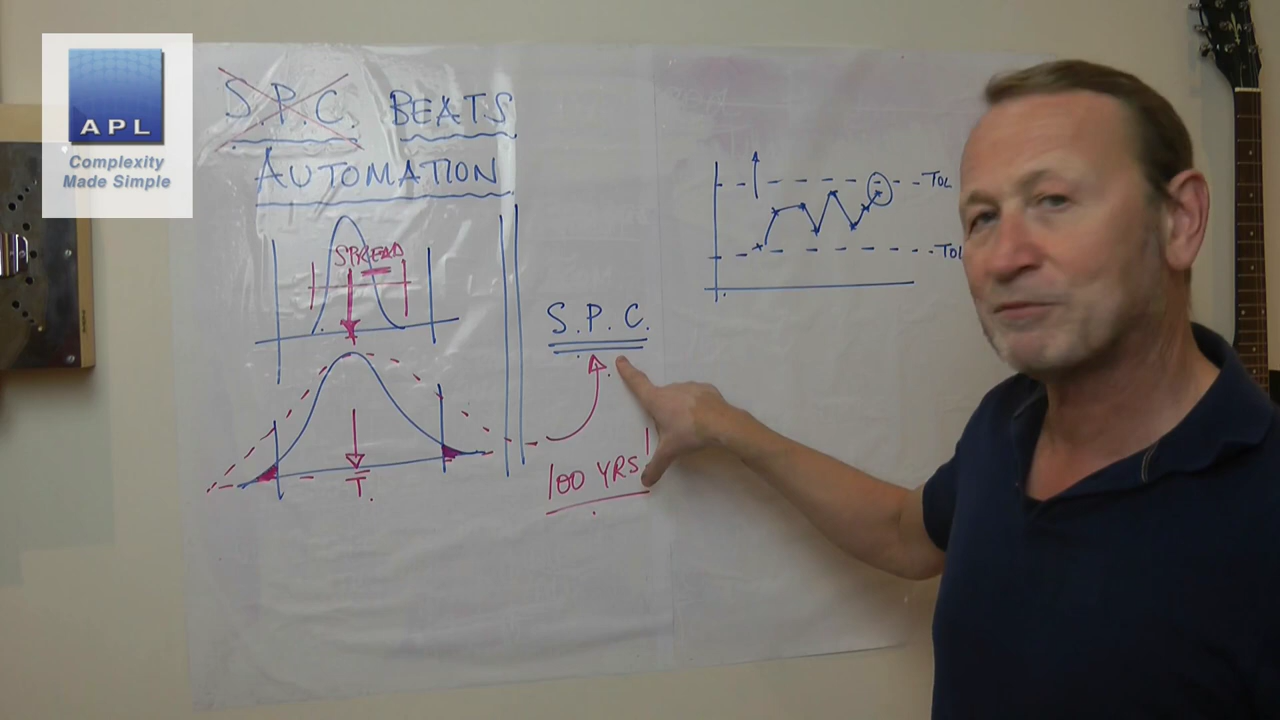 APL
Complexity
Made Simple
S.P.C. BEATS
AUTOMATION
SPREAD
T.
S.P.C.
100 YRS!
TOL
TOL